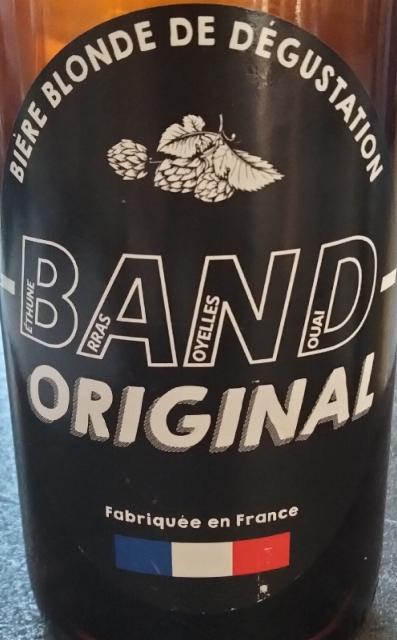 BIÈRE BLONDE DE DÉGUSTATION
BAND
ÉTHUNE
RRAS
OYELLES
OUAI
ORIGINAL
Fabriquée en France